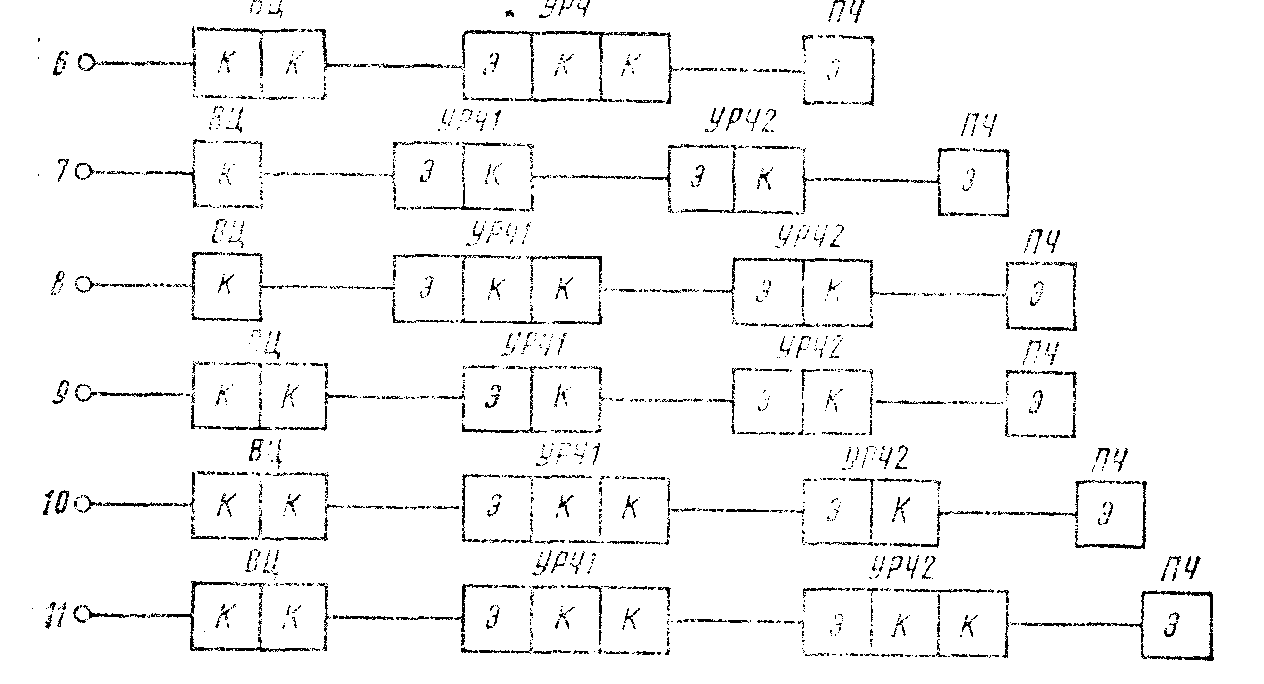 ВЦ УРЧ ПЧ
6 К К Э К К Э
ВЦ УРЧ1 УРЧ2 ПЧ
7 К Э К Э К Э
ВЦ УРЧ1 УРЧ2 ПЧ
8 К Э К К Э К Э
ВЦ УРЧ1 УРЧ2 ПЧ
9 К К Э К Э К Э
ВЦ УРЧ1 УРЧ2 ПЧ
10 К К Э К К Э К Э
ВЦ УРЧ1 УРЧ2 ПЧ
11 К К Э К К Э К К Э